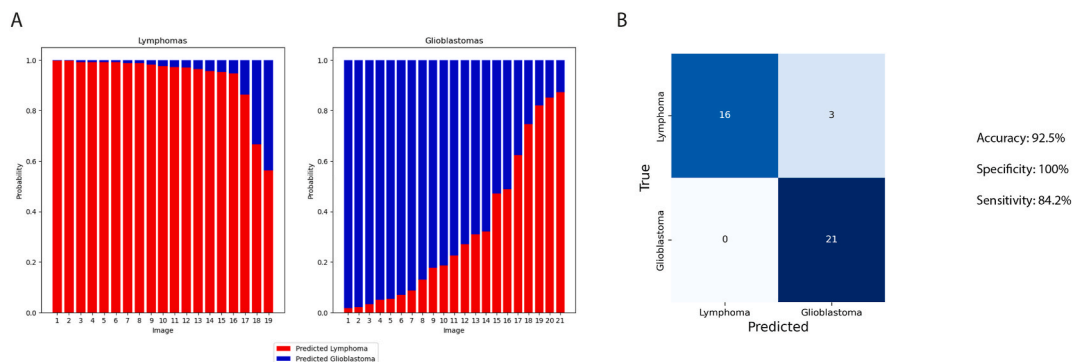 A
Lymphomas
Probability
1.0
0.8
0.6
0.4
0.2
0.0
1 2 3 4 5 6 7 8 9 10 11 12 13 14 15 16 17 18 19
Image
Glioblastomas
Probability
1.0
0.8
0.6
0.4
0.2
0.0
1 2 3 4 5 6 7 8 9 10 11 12 13 14 15 16 17 18 19 20 21
Image
Predicted Lymphoma
Predicted Glioblastoma
B
True
Lymphoma
16 3
Glioblastoma
0 21
Lymphoma Glioblastoma
Predicted
Accuracy: 92.5%
Specificity: 100%
Sensitivity: 84.2%